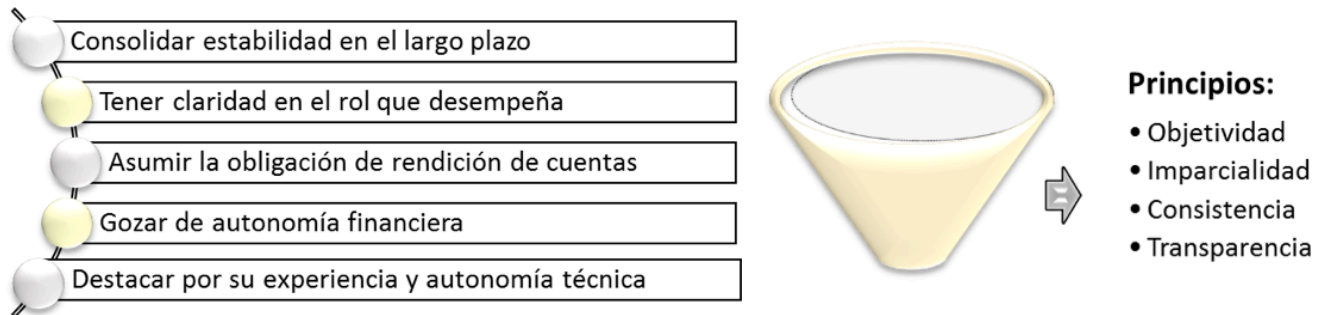 Consolidar estabilidad en el largo plazo
Tener claridad en el rol que desempeña
Asumir la obligación de rendición de cuentas
Gozar de autonomía financiera
Destacar por su experiencia y autonomía técnica
Principios:
• Objetividad
• Imparcialidad
• Consistencia
• Transparencia